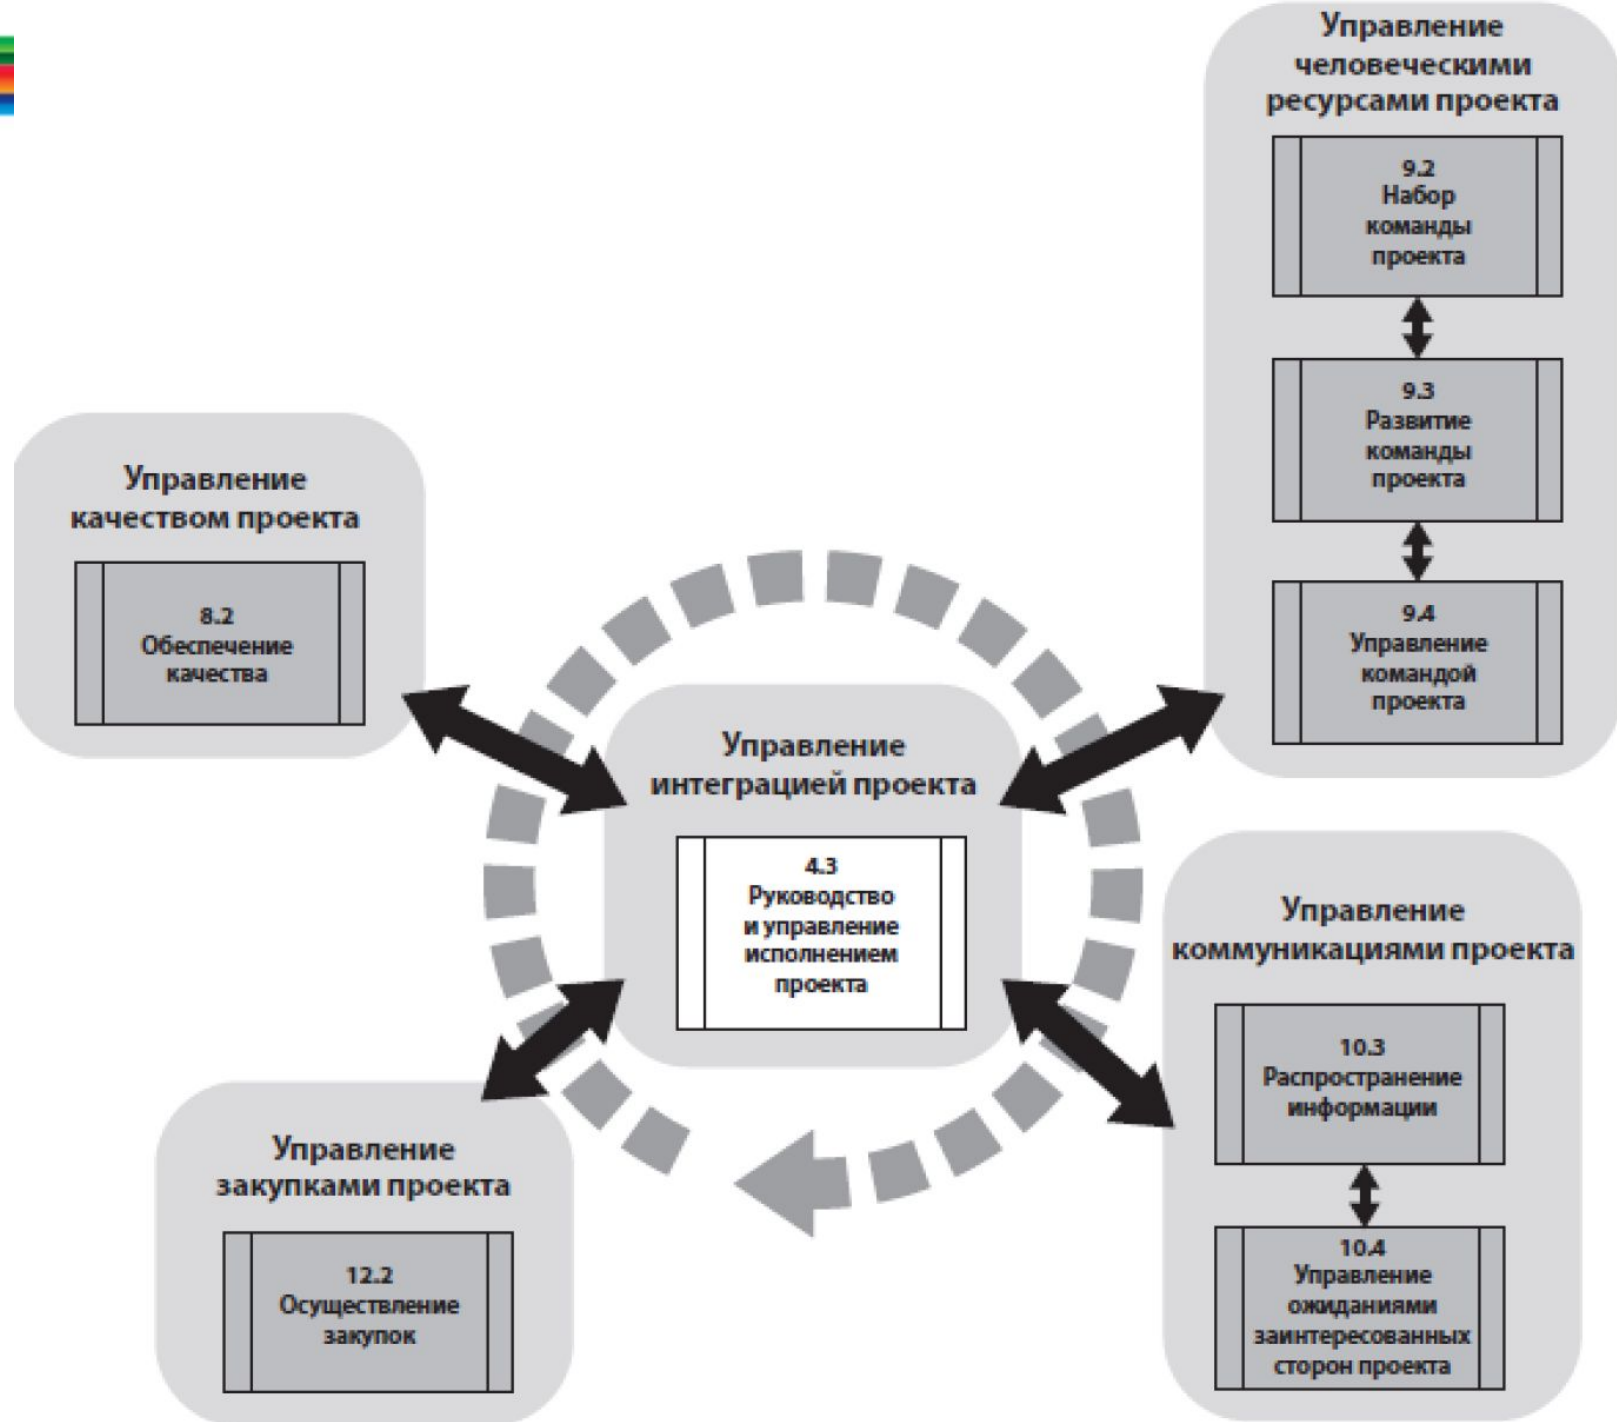 Управление
человеческими
ресурсами проекта
9.2
Набор
команды
проекта
9.3
Развитие
команды
проекта
9.4
Управление
командой
проекта
Управление
качеством проекта
8.2
Обеспечение
качества
Управление
интеграцией проекта
4.3
Руководство
и управление
исполнением
проекта
Управление
коммуникациями проекта
10.3
Распространение
информации
10.4
Управление
ожиданиями
заинтересованных
сторон проекта
Управление
закупками проекта
12.2
Осуществление
закупок